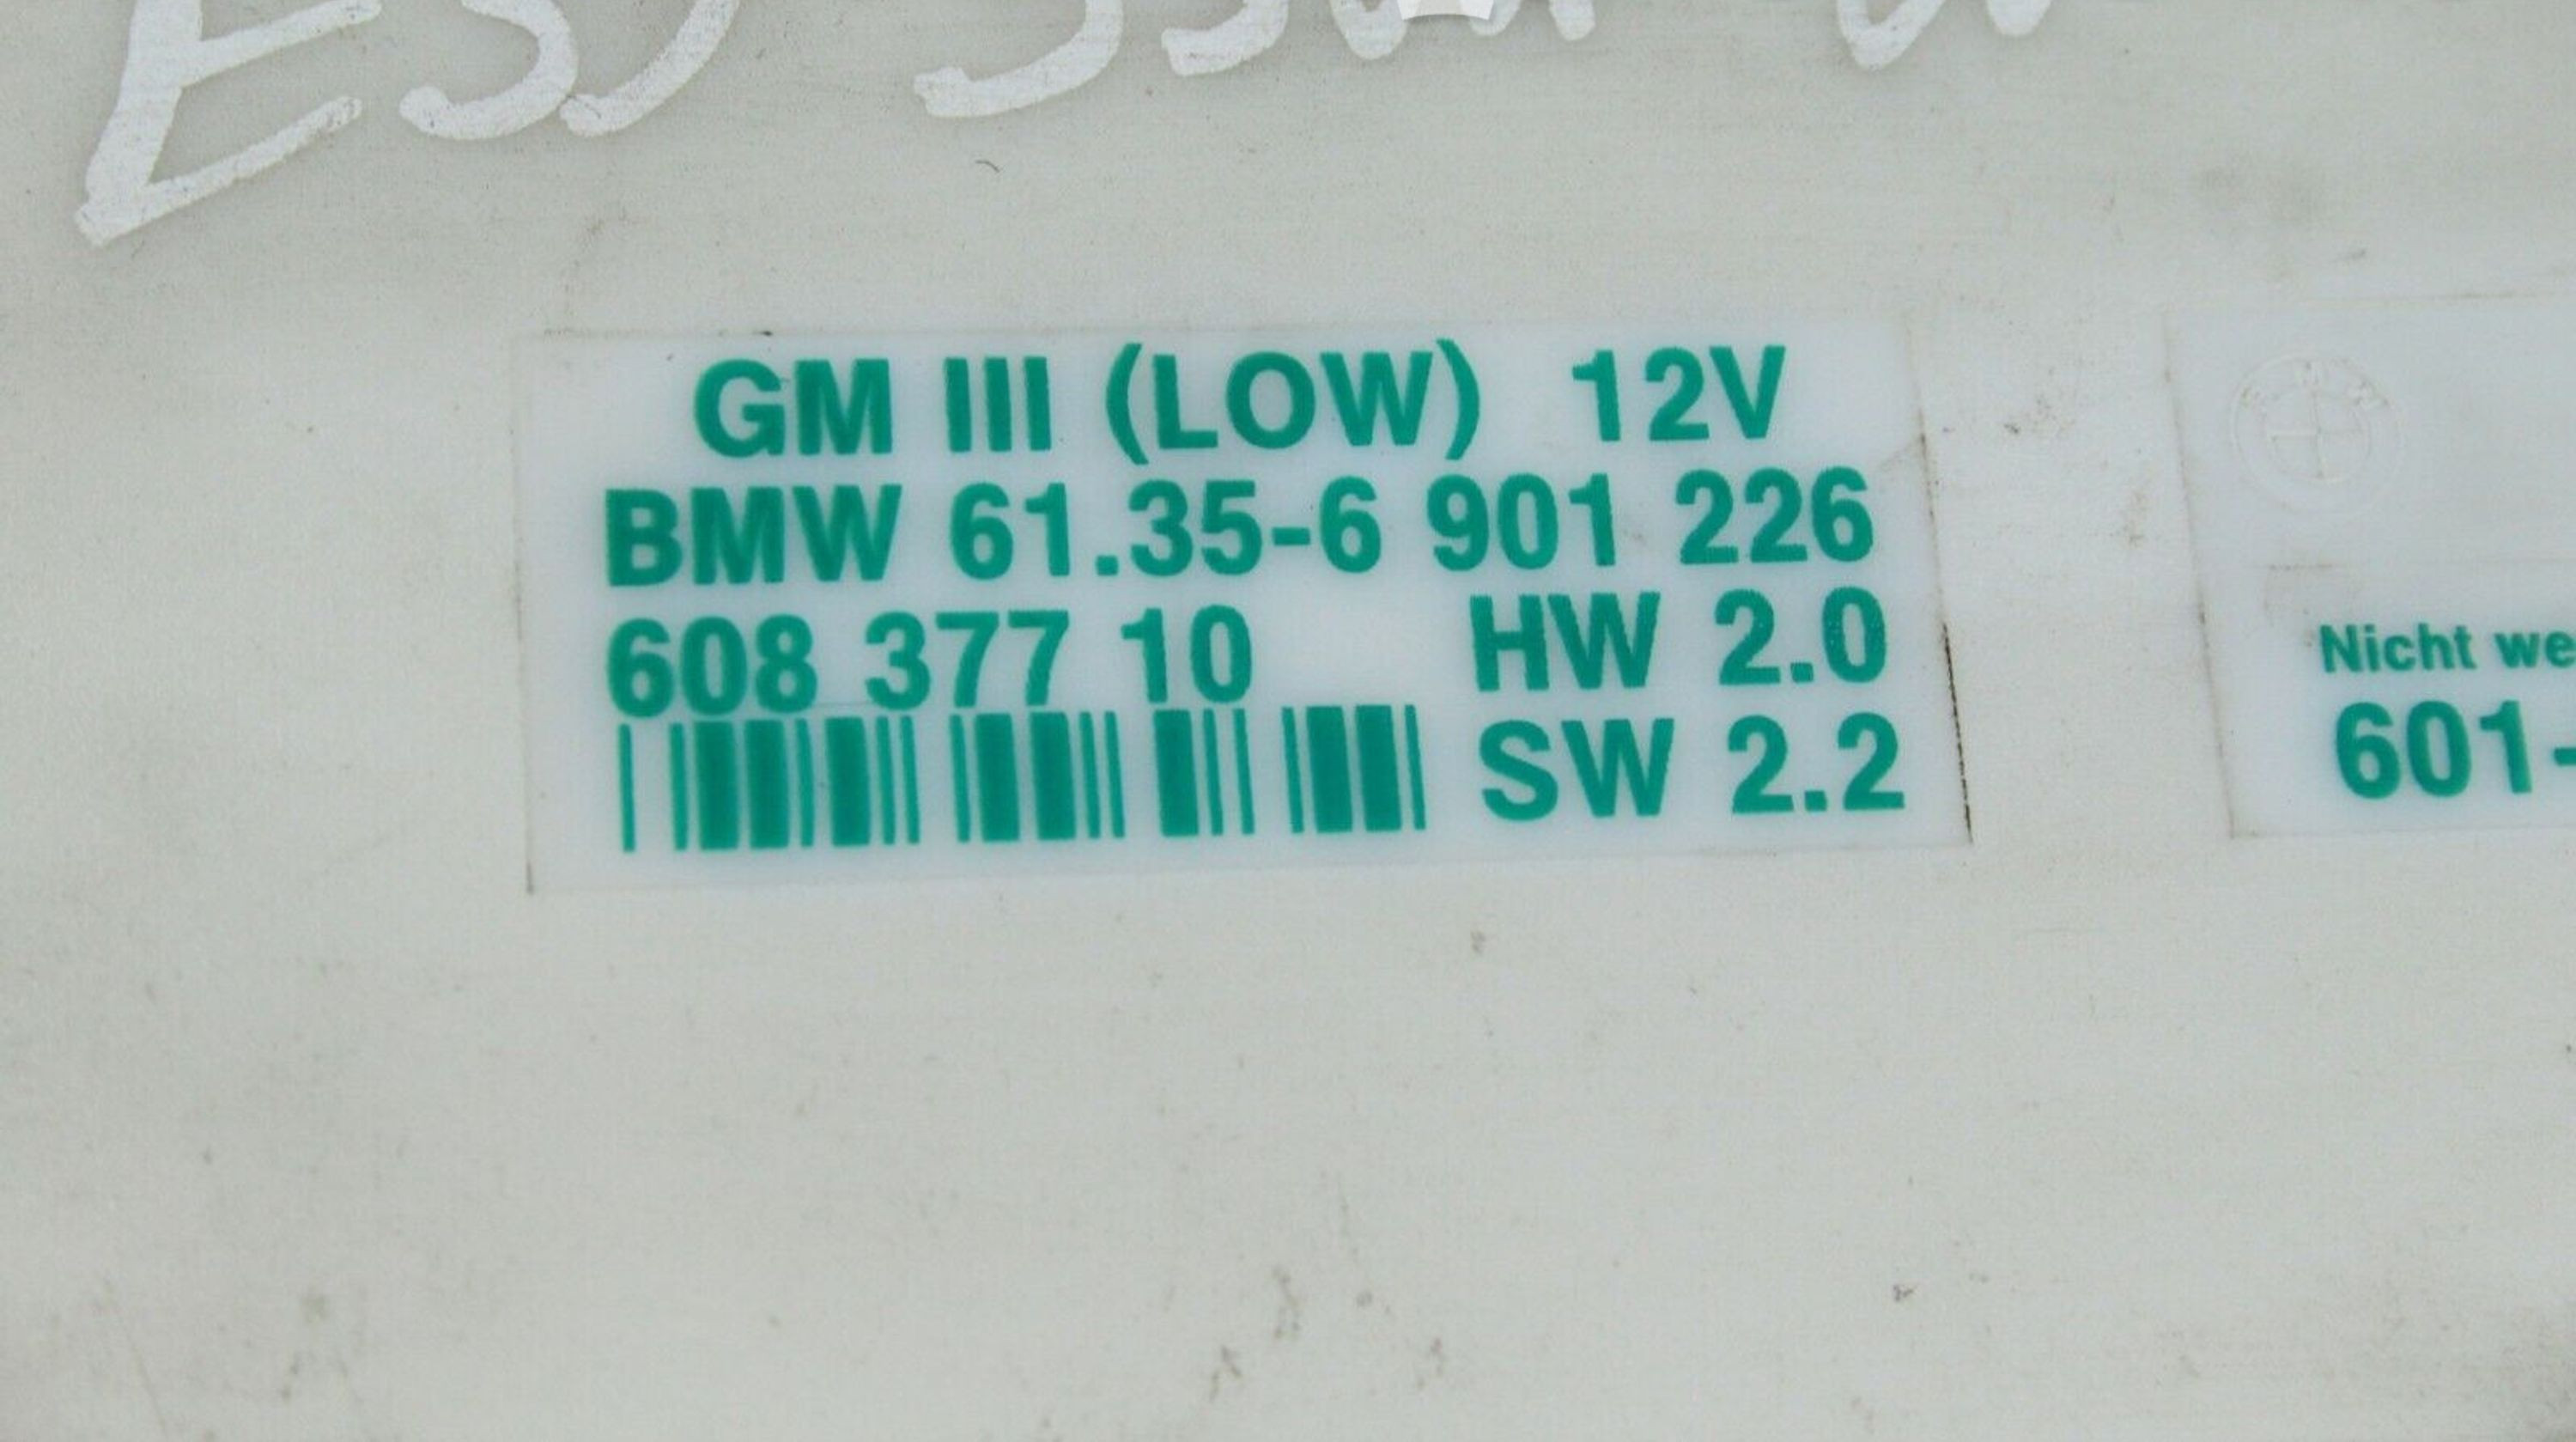 GM III (LOW) 12V
BMW 61.35-6 901 226
608 377 10 HW 2.0
SW 2.2
Nicht
601-